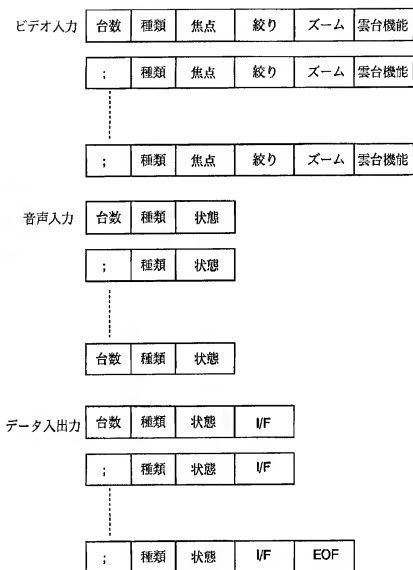 ビデオ入力 台数 種類 焦点 絞り ズーム 雲台機能
; 種類 焦点 絞り ズーム 雲台機能
; 種類 焦点 絞り ズーム 雲台機能
音声入力 台数 種類 状態
; 種類 状態
台数 種類 状態
データ入出力 台数 種類 状態 I/F
; 種類 状態 I/F
; 種類 状態 I/F EOF